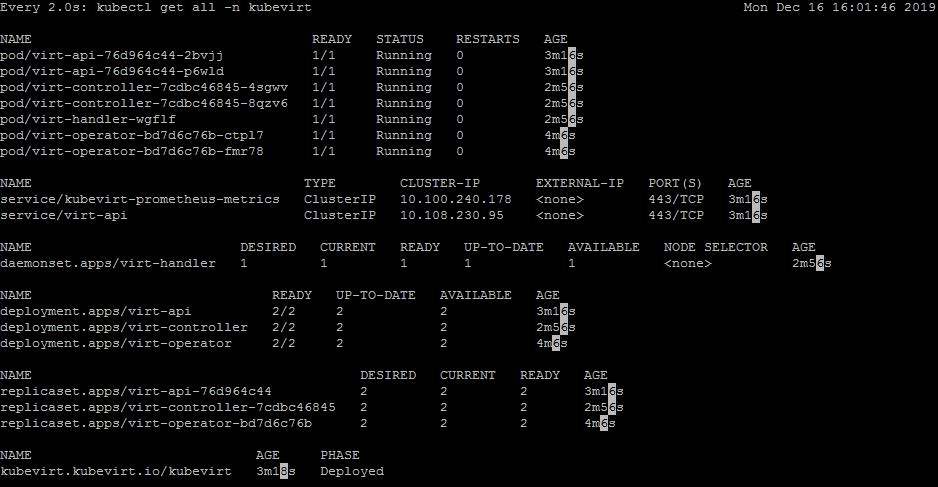 Every 2.0s: kubectl get all -n kubevirt Mon Dec 16 16:01:46 2019
NAME READY STATUS RESTARTS AGE
pod/virt-api-76d964c44-2bvjj 1/1 Running 0 3m16s
pod/virt-api-76d964c44-p6wld 1/1 Running 0 3m16s
pod/virt-controller-7cdbc46845-4sgwv 1/1 Running 0 2m56s
pod/virt-controller-7cdbc46845-8qzv6 1/1 Running 0 2m56s
pod/virt-handler-wgflf 1/1 Running 0 2m56s
pod/virt-operator-bd7d6c76b-ctpl7 1/1 Running 0 4m6s
pod/virt-operator-bd7d6c76b-fmr78 1/1 Running 0 4m6s
NAME TYPE CLUSTER-IP EXTERNAL-IP PORT(S) AGE
service/kubevirt-prometheus-metrics ClusterIP 10.100.240.178 <none> 443/TCP 3m16s
service/virt-api ClusterIP 10.108.230.95 <none> 443/TCP 3m16s
NAME DESIRED CURRENT READY UP-TO-DATE AVAILABLE NODE SELECTOR AGE
daemonset.apps/virt-handler 1 1 1 1 1 <none> 2m56s
NAME READY UP-TO-DATE AVAILABLE AGE
deployment.apps/virt-api 2/2 2 2 3m16s
deployment.apps/virt-controller 2/2 2 2 2m56s
deployment.apps/virt-operator 2/2 2 2 4m6s
NAME DESIRED CURRENT READY AGE
replicaset.apps/virt-api-76d964c44 2 2 2 3m16s
replicaset.apps/virt-controller-7cdbc46845 2 2 2 2m56s
replicaset.apps/virt-operator-bd7d6c76b 2 2 2 4m6s
NAME AGE PHASE
kubevirt.kubevirt.io/kubevirt 3m18s Deployed